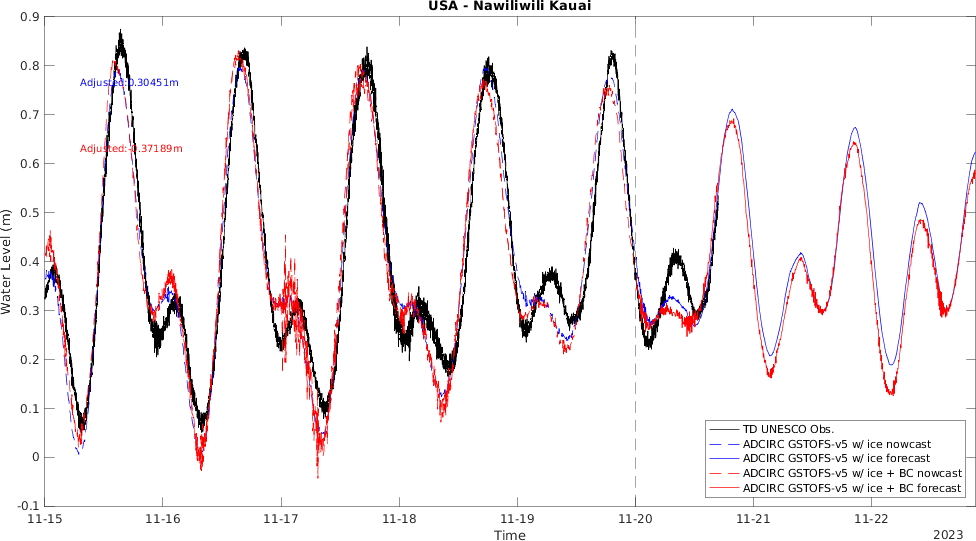 USA - Nawiliwili Kauai
0.9
0.8
0.7
0.6
0.5
0.4
0.3
0.2
0.1
0
-0.1
Water Level (m)
Adjusted:0.30451m
Adjusted:-0.37189m
TD UNESCO Obs.
ADCIRC GSTOFS-v5 w/ ice nowcast
ADCIRC GSTOFS-v5 w/ ice forecast
ADCIRC GSTOFS-v5 w/ ice + BC nowcast
ADCIRC GSTOFS-v5 w/ ice + BC forecast
11-15 11-16 11-17 11-18 11-19 11-20 11-21 11-22
Time
2023